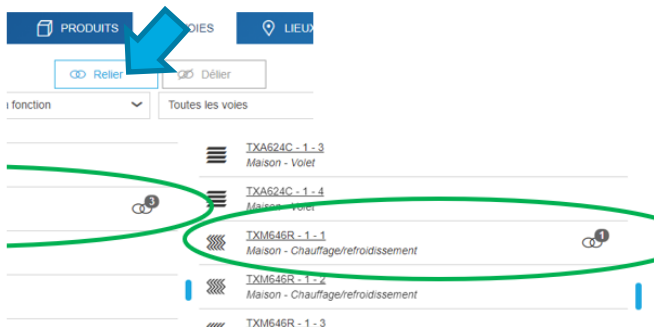 PRODUITS
OIES
LIEUX
Relier
Délier
fonction
Toutes les voies
TXA624C - 1 - 3
Maison - Volet
3
TXA624C - 1 - 4
Maison - Volet
TXM646R - 1 - 1
1
Maison - Chauffage/refroidissement
TXM646R - 1 - 2
Maison - Chauffage/refroidissement
TXM646R - 1 - 3